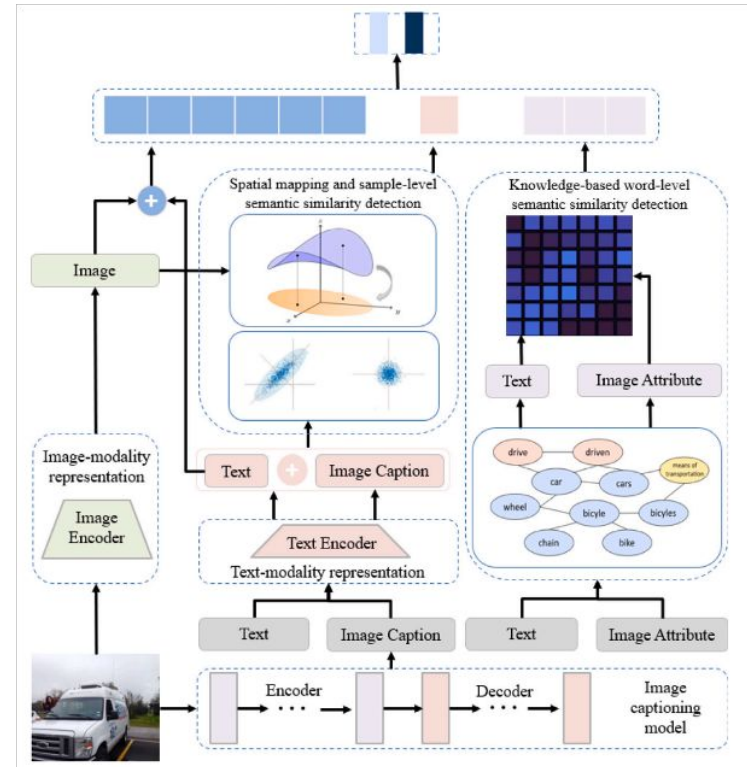 Spatial mapping and sample-level
semantic similarity detection
Knowledge-based word-level
semantic similarity detection
Image
Text
Image Attribute
Image-modality
representation
Image
Encoder
Text
Image Caption
drive
driven
car
cars
means of
transportation
wheel
bicyle
bicycles
chain
bike
Text Encoder
Text-modality representation
Text
Image Caption
Text
Image Attribute
Encoder
Decoder
Image
captioning
model